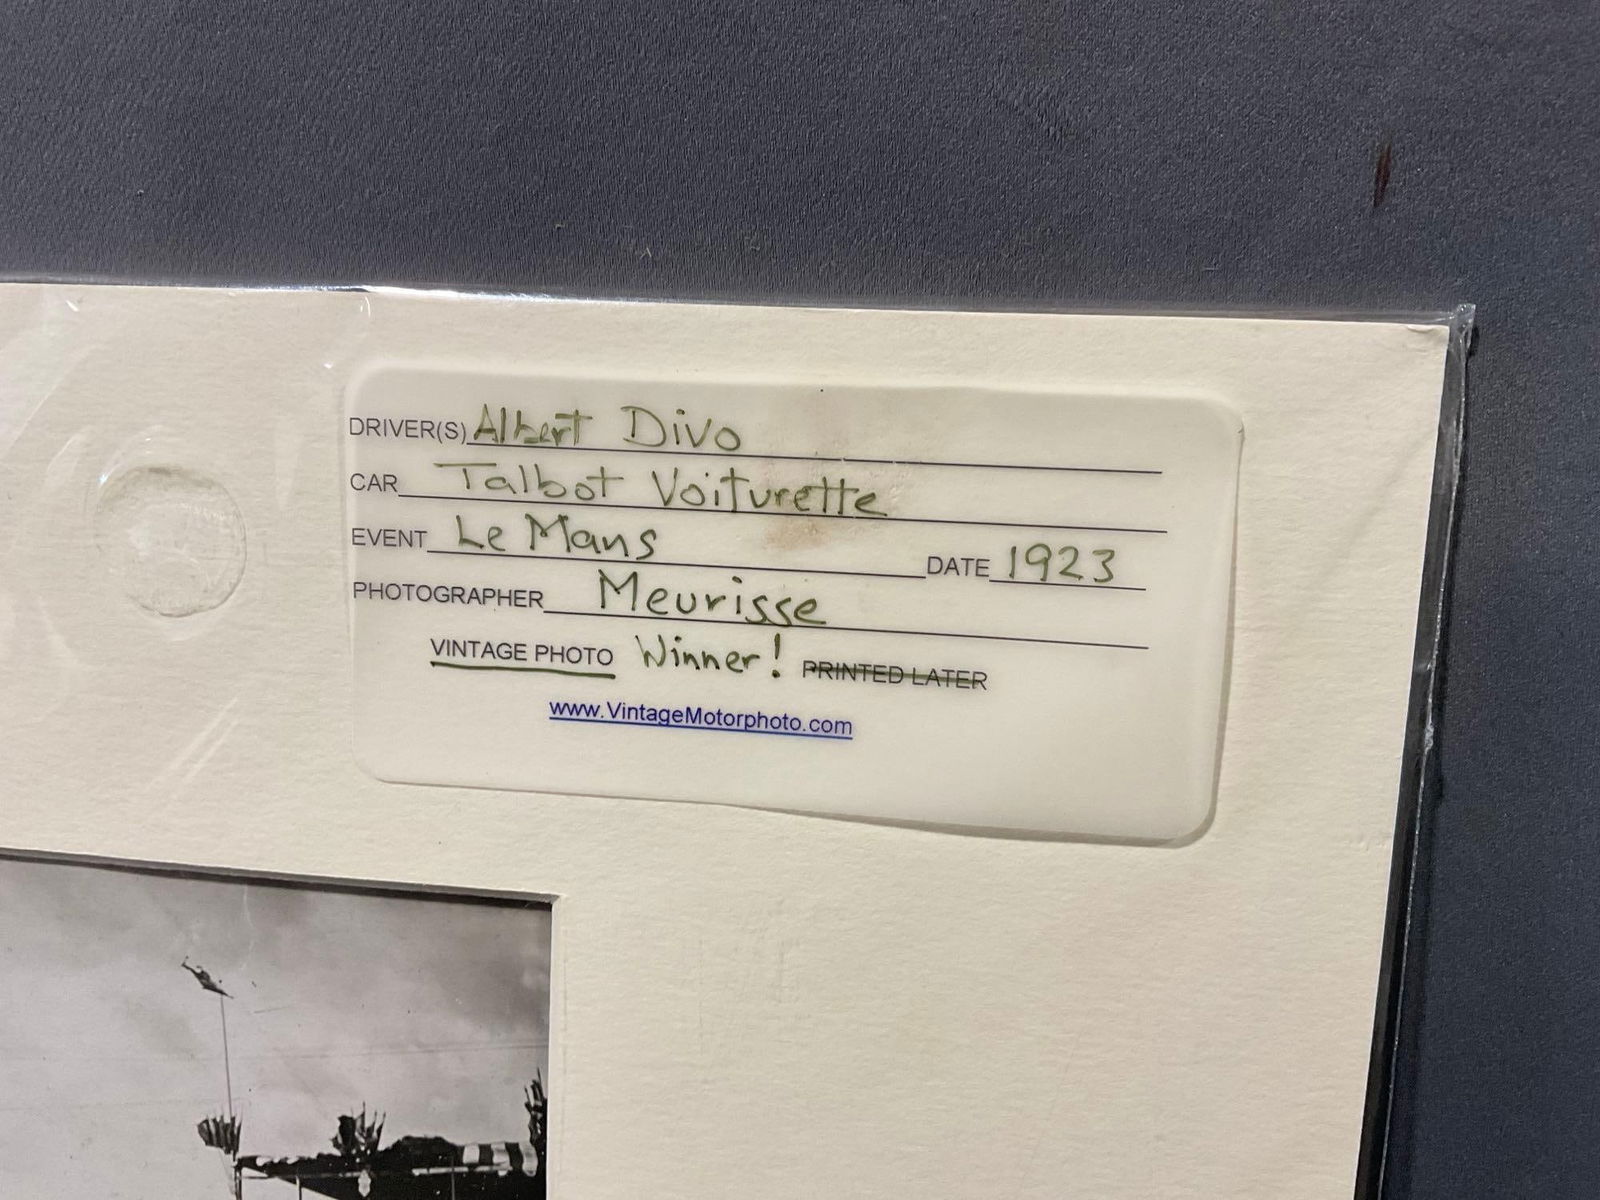 DRIVER(S) Albert Divo
CAR Talbot Voiturette
EVENT Le Mans DATE 1923
PHOTOGRAPHER Meurisse
VINTAGE PHOTO Winner! PRINTED LATER
www.VintageMotorphoto.com